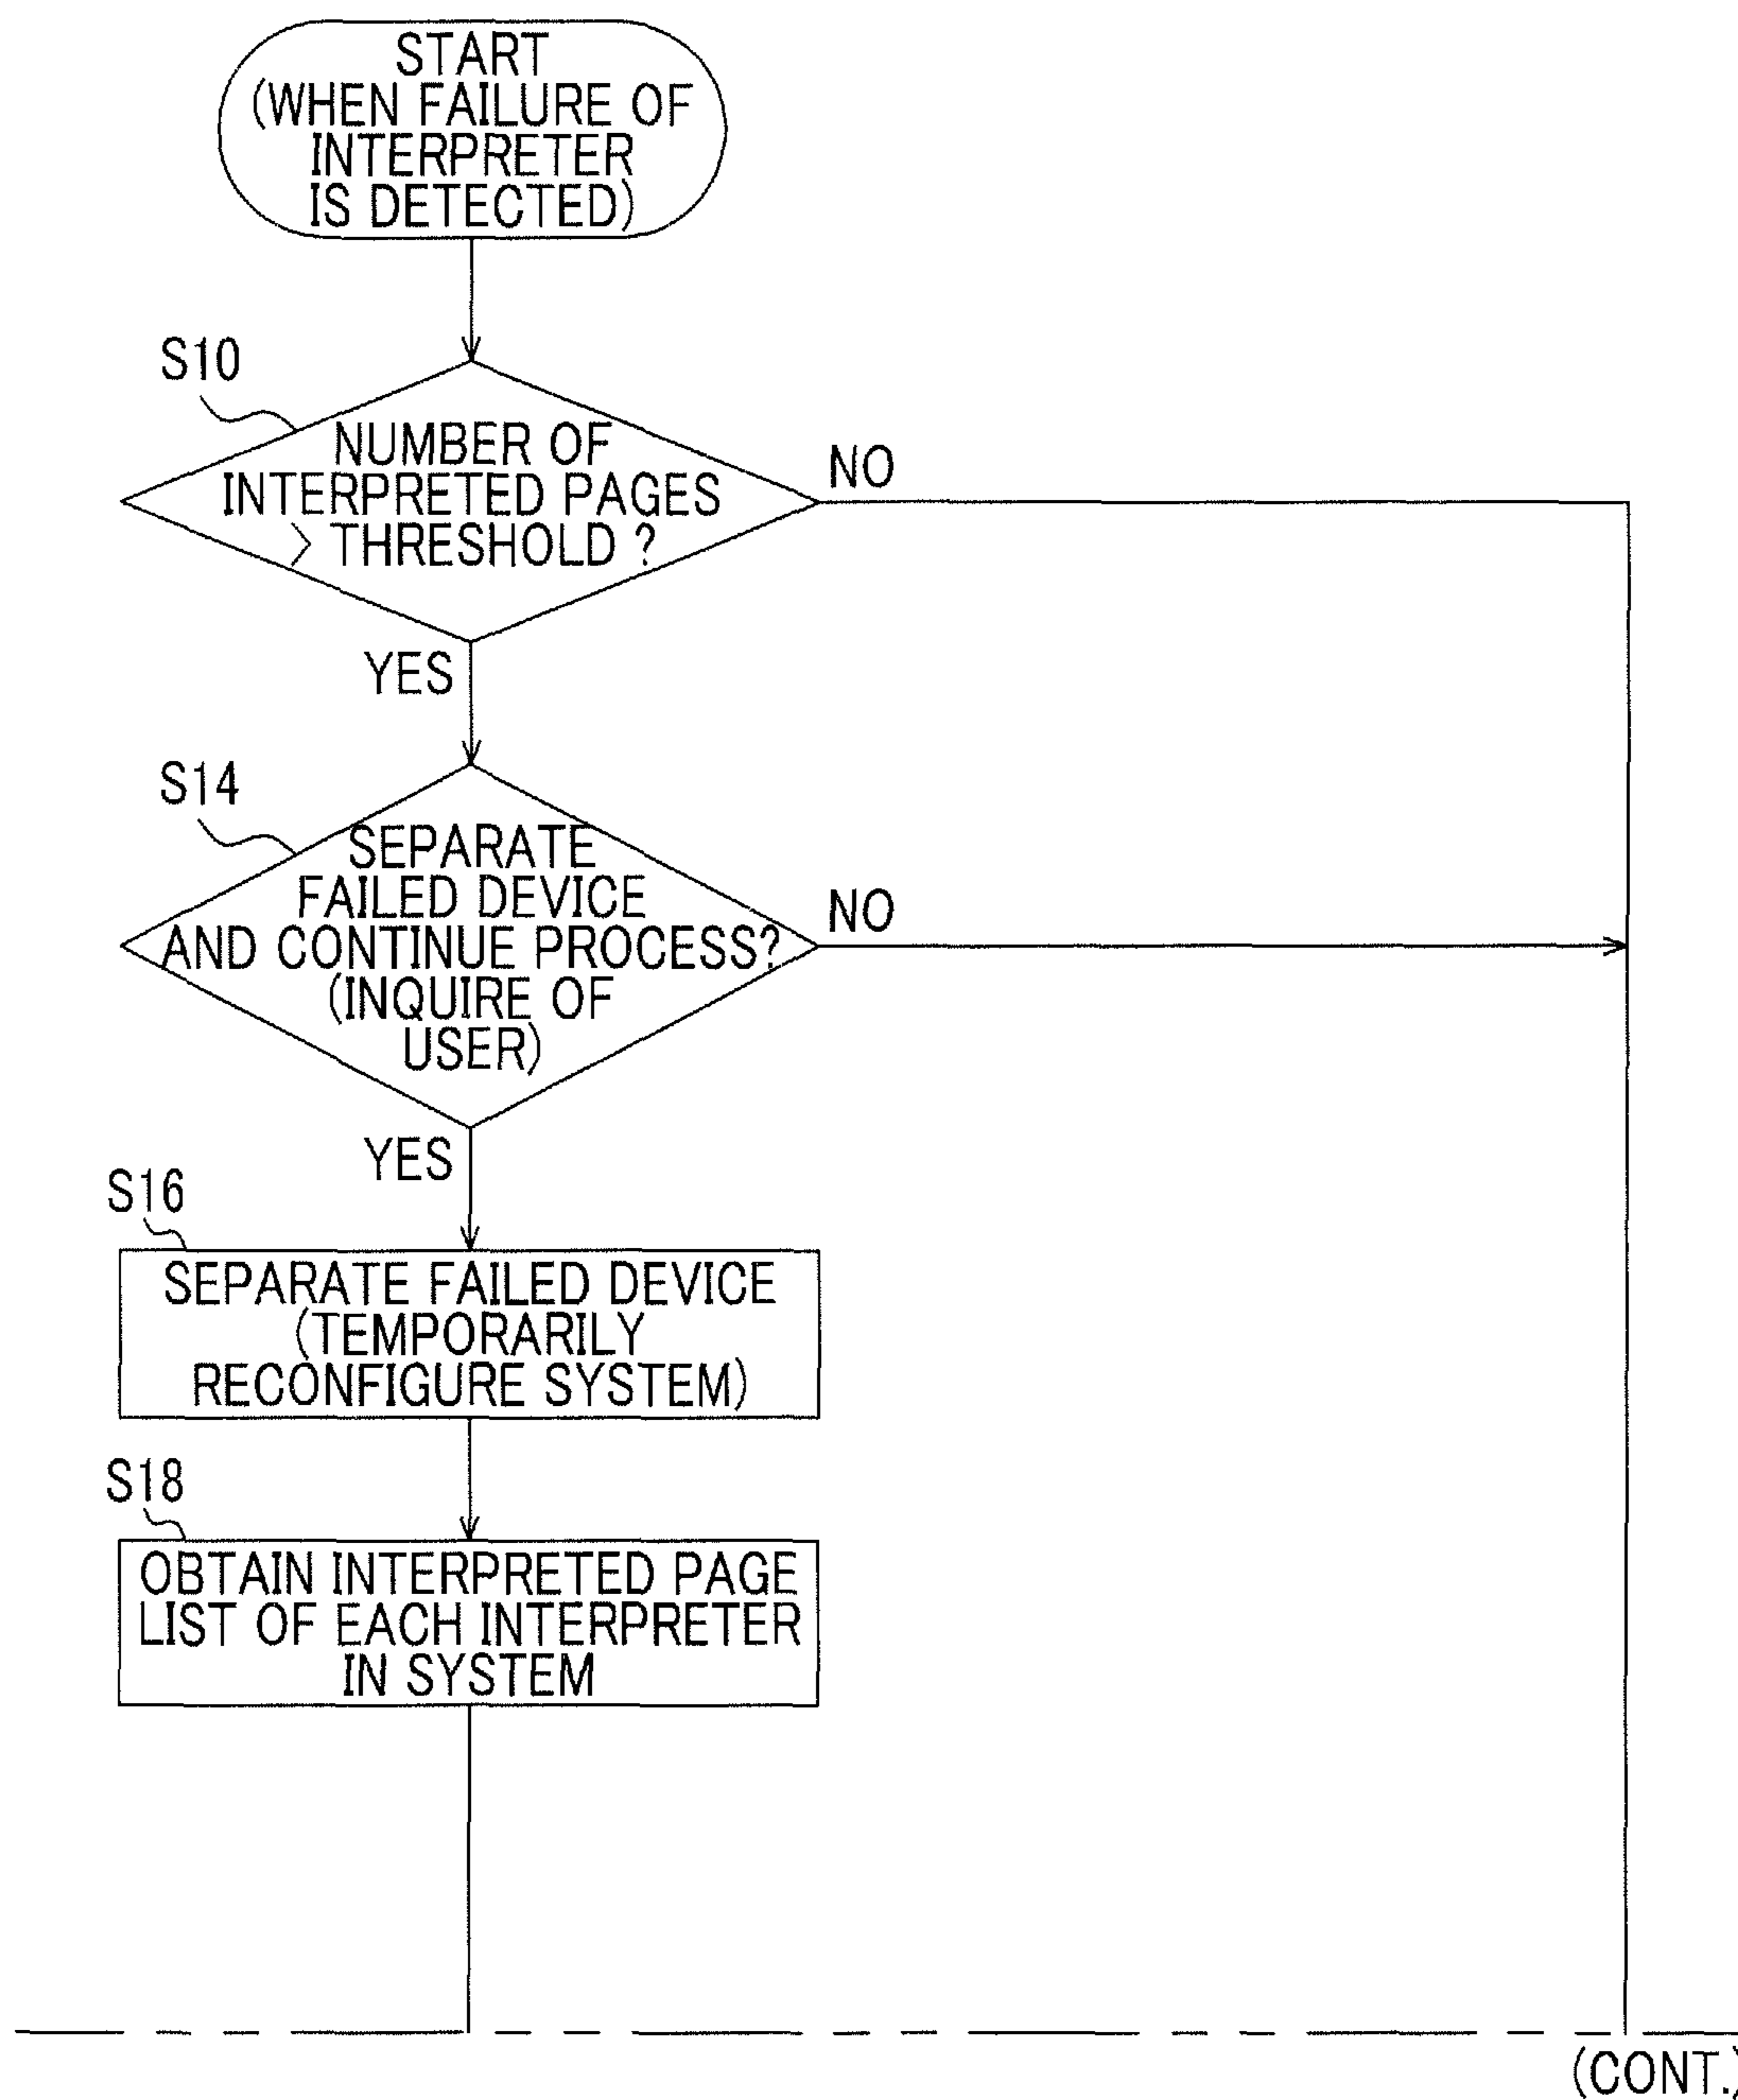 START
(WHEN FAILURE OF
INTERPRETER
IS DETECTED)
S10
NUMBER OF
INTERPRETED PAGES
> THRESHOLD ?
NO
YES
S14
SEPARATE
FAILED DEVICE
AND CONTINUE PROCESS?
(INQUIRE OF
USER)
NO
YES
S16
SEPARATE FAILED DEVICE
(TEMPORARILY
RECONFIGURE SYSTEM)
S18
OBTAIN INTERPRETED PAGE
LIST OF EACH INTERPRETER
IN SYSTEM
(CONT.)